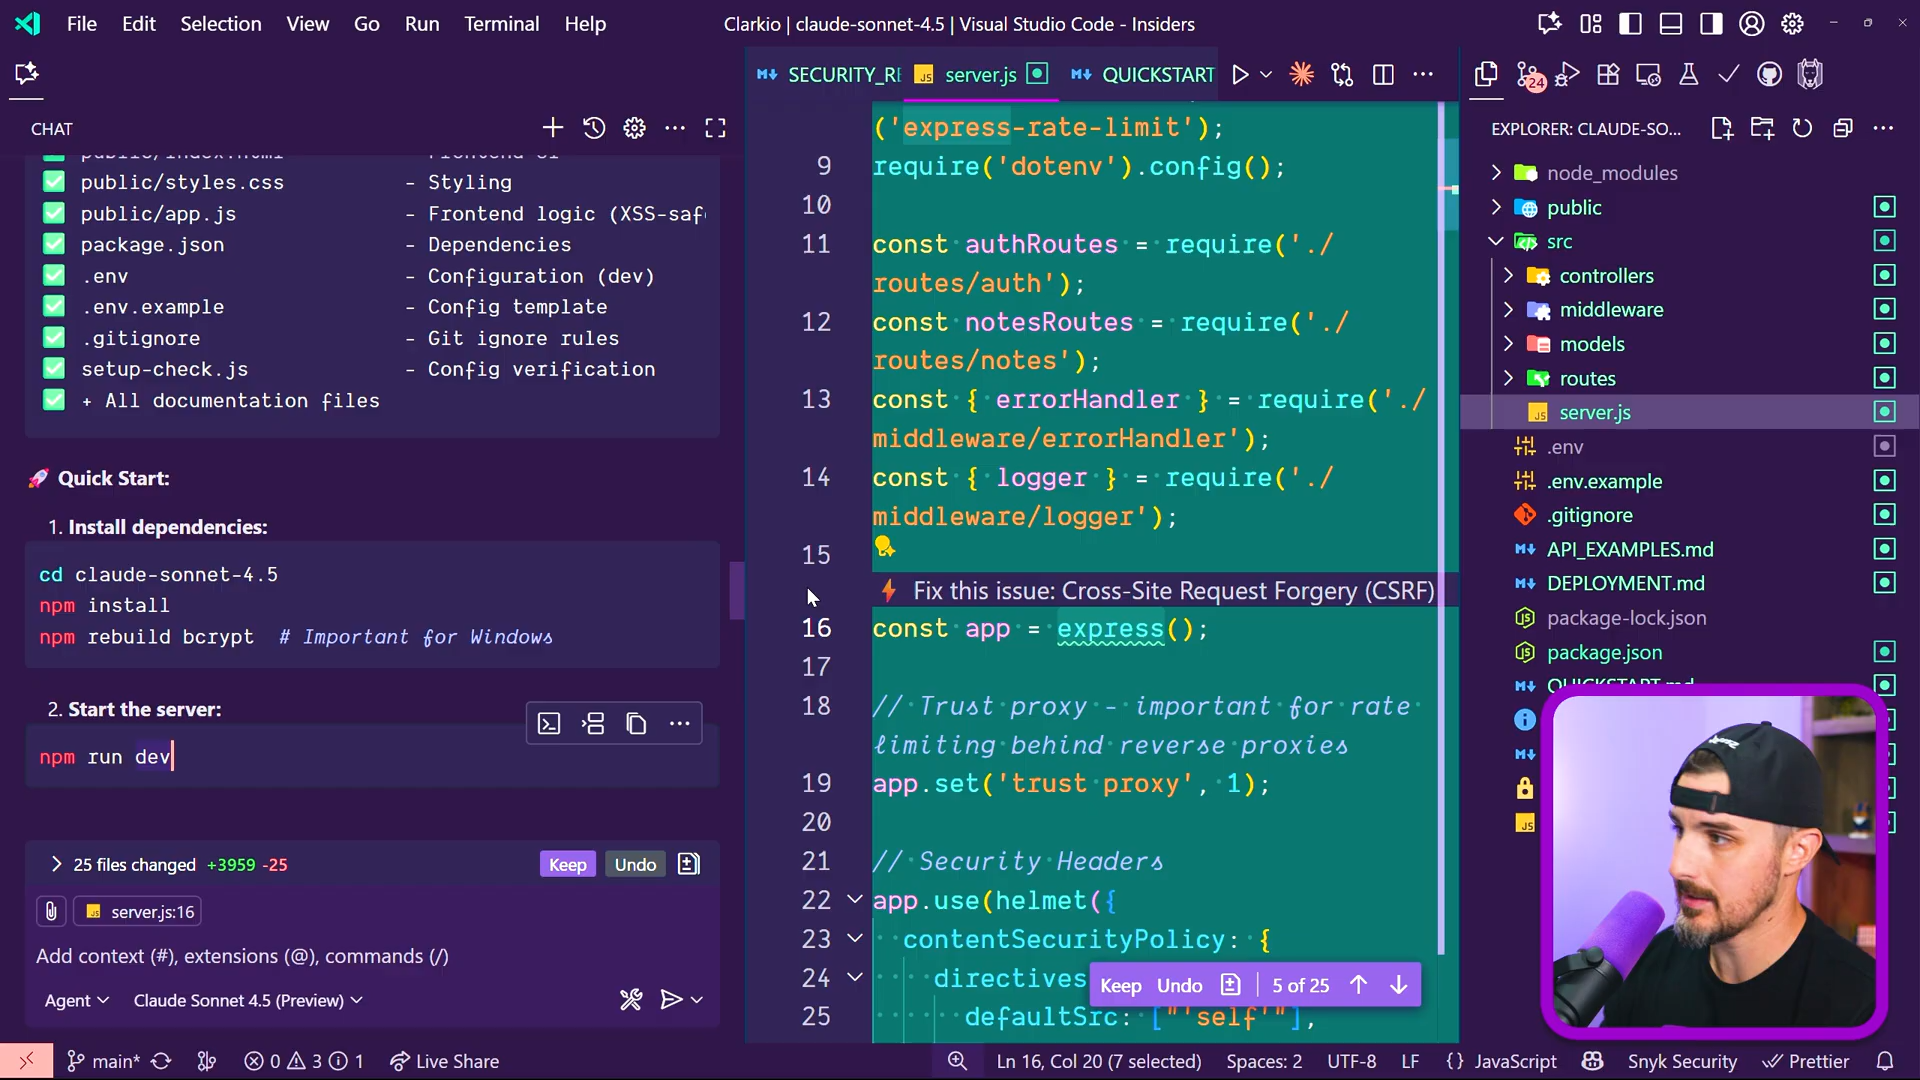 File Edit Selection View Go Run Terminal Help
Clarkio | claude-sonnet-4.5 | Visual Studio Code - Insiders
CHAT
public/index.html - Frontend UI
public/styles.css - Styling
public/app.js - Frontend logic (XSS-saf
package.json - Dependencies
.env - Configuration (dev)
.env.example - Config template
.gitignore - Git ignore rules
setup-check.js - Config verification
+ All documentation files
🚀 Quick Start:
1. Install dependencies:
cd claude-sonnet-4.5
npm install
npm rebuild bcrypt # Important for Windows
2. Start the server:
npm run dev
25 files changed +3959 -25
Keep Undo
server.js:16
Add context (#), extensions (@), commands (/)
Agent Claude Sonnet 4.5 (Preview)
SECURITY_RE server.js QUICKSTART
('express-rate-limit');
9 require('dotenv').config();
10
11 const authRoutes = require('./
routes/auth');
12 const notesRoutes = require('./
routes/notes');
13 const { errorHandler } = require('./
middleware/errorHandler');
14 const { logger } = require('./
middleware/logger');
15
Fix this issue: Cross-Site Request Forgery (CSRF)
16 const app = express();
17
18 // Trust proxy - important for rate
limiting behind reverse proxies
19 app.set('trust proxy', 1);
20
21 // Security Headers
22 app.use(helmet({
23 contentSecurityPolicy: {
24 directives
25 defaultSrc: ["'self'"],
Keep Undo 5 of 25
24
EXPLORER: CLAUDE-SO...
node_modules
public
src
controllers
middleware
models
routes
server.js
.env
.env.example
.gitignore
API_EXAMPLES.md
DEPLOYMENT.md
package-lock.json
package.json
QUICKSTART.md
main* 0 3 1 Live Share
Ln 16, Col 20 (7 selected) Spaces: 2 UTF-8 LF {} JavaScript Snyk Security Prettier